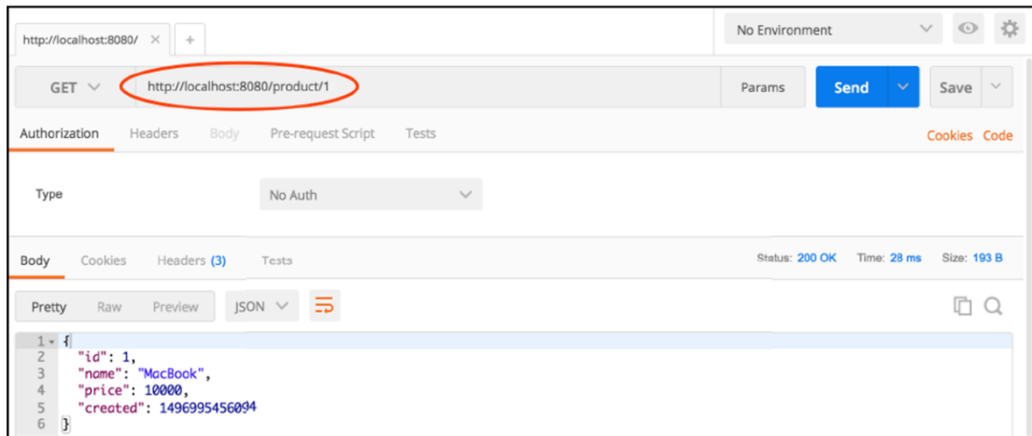 http://localhost:8080/ × +
No Environment
GET http://localhost:8080/product/1 Params Send Save
Authorization Headers Body Pre-request Script Tests Cookies Code
Type No Auth
Body Cookies Headers (3) Tests Status: 200 OK Time: 28 ms Size: 193 B
Pretty Raw Preview JSON
1 {
2 "id": 1,
3 "name": "MacBook",
4 "price": 10000,
5 "created": 1496995456094
6 }